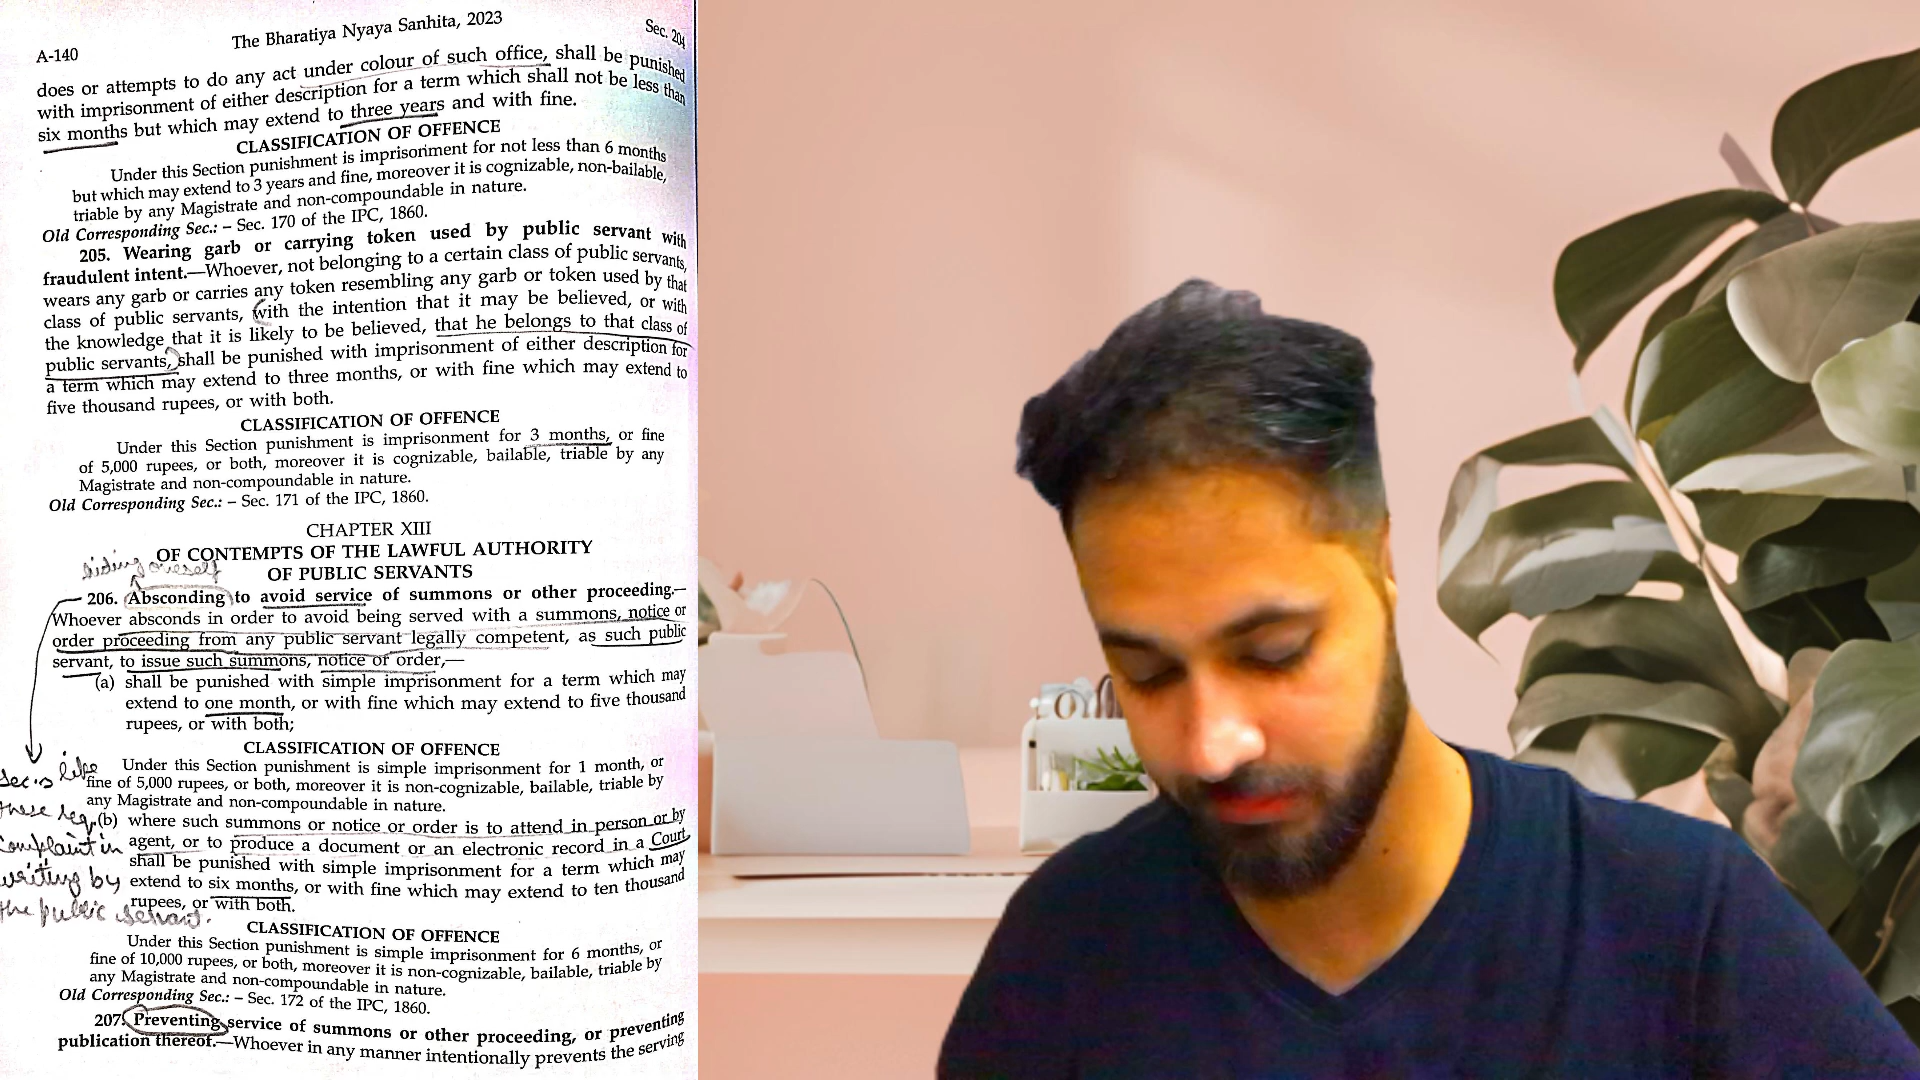 A-140
The Bharatiya Nyaya Sanhita, 2023
Sec. 204
does or attempts to do any act under colour of such office, shall be punished
with imprisonment of either description for a term which shall not be less than
six months but which may extend to three years and with fine.
CLASSIFICATION OF OFFENCE
Under this Section punishment is imprisonment for not less than 6 months
but which may extend to 3 years and fine, moreover it is cognizable, non-bailable,
triable by any Magistrate and non-compoundable in nature.
Old Corresponding Sec.: – Sec. 170 of the IPC, 1860.
205. Wearing garb or carrying token used by public servant with
fraudulent intent.—Whoever, not belonging to a certain class of public servants,
wears any garb or carries any token resembling any garb or token used by that
class of public servants, with the intention that it may be believed, or with
the knowledge that it is likely to be believed, that he belongs to that class of
public servants, shall be punished with imprisonment of either description for
a term which may extend to three months, or with fine which may extend to
five thousand rupees, or with both.
CLASSIFICATION OF OFFENCE
Under this Section punishment is imprisonment for 3 months, or fine
of 5,000 rupees, or both, moreover it is cognizable, bailable, triable by any
Magistrate and non-compoundable in nature.
Old Corresponding Sec.: – Sec. 171 of the IPC, 1860.
CHAPTER XIII
OF CONTEMPTS OF THE LAWFUL AUTHORITY
OF PUBLIC SERVANTS
hiding oneself
206. Absconding to avoid service of summons or other proceeding.—
Whoever absconds in order to avoid being served with a summons, notice or
order proceeding from any public servant legally competent, as such public
servant, to issue such summons, notice or order,—
(a) shall be punished with simple imprisonment for a term which may
extend to one month, or with fine which may extend to five thousand
rupees, or with both;
CLASSIFICATION OF OFFENCE
Under this Section punishment is simple imprisonment for 1 month, or
fine of 5,000 rupees, or both, moreover it is non-cognizable, bailable, triable by
any Magistrate and non-compoundable in nature.
Sec.s like
these req.
complaint in
writing by
the public servant.
(b) where such summons or notice or order is to attend in person or by
agent, or to produce a document or an electronic record in a Court
shall be punished with simple imprisonment for a term which may
extend to six months, or with fine which may extend to ten thousand
rupees, or with both.
CLASSIFICATION OF OFFENCE
Under this Section punishment is simple imprisonment for 6 months, or
fine of 10,000 rupees, or both, moreover it is non-cognizable, bailable, triable by
any Magistrate and non-compoundable in nature.
Old Corresponding Sec.: – Sec. 172 of the IPC, 1860.
207. Preventing service of summons or other proceeding, or preventing
publication thereof.—Whoever in any manner intentionally prevents the serving